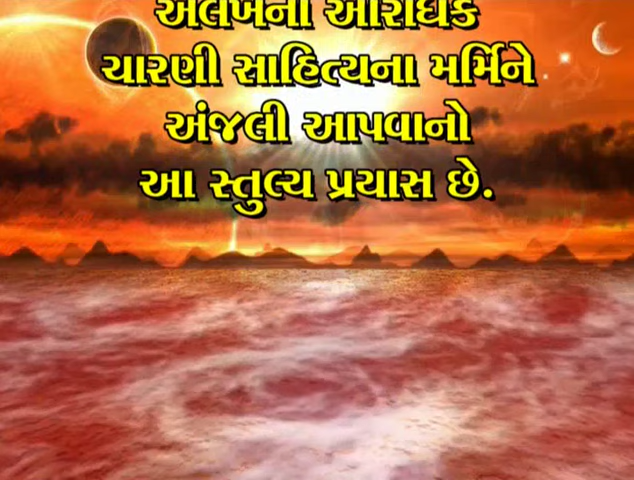 અલખના આરાધક
ચારણી સાહિત્યના મર્મિને
અંજલી આપવાનો
આ સ્તુલ્ય પ્રયાસ છે.